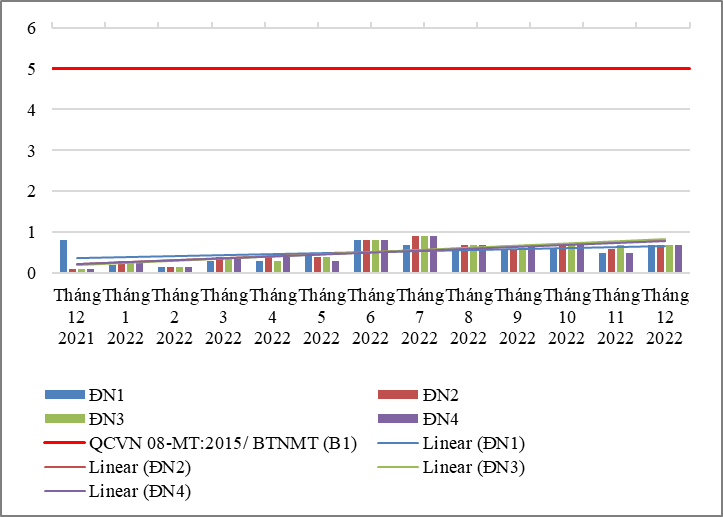 6
5
4
3
2
1
0
Tháng Tháng Tháng Tháng Tháng Tháng Tháng Tháng Tháng Tháng Tháng Tháng Tháng
12 1 2 3 4 5 6 7 8 9 10 11 12
2021 2022 2022 2022 2022 2022 2022 2022 2022 2022 2022 2022 2022
ĐN1 ĐN2
ĐN3 ĐN4
QCVN 08-MT:2015/ BTNMT (B1) Linear (ĐN1)
Linear (ĐN2) Linear (ĐN3)
Linear (ĐN4)